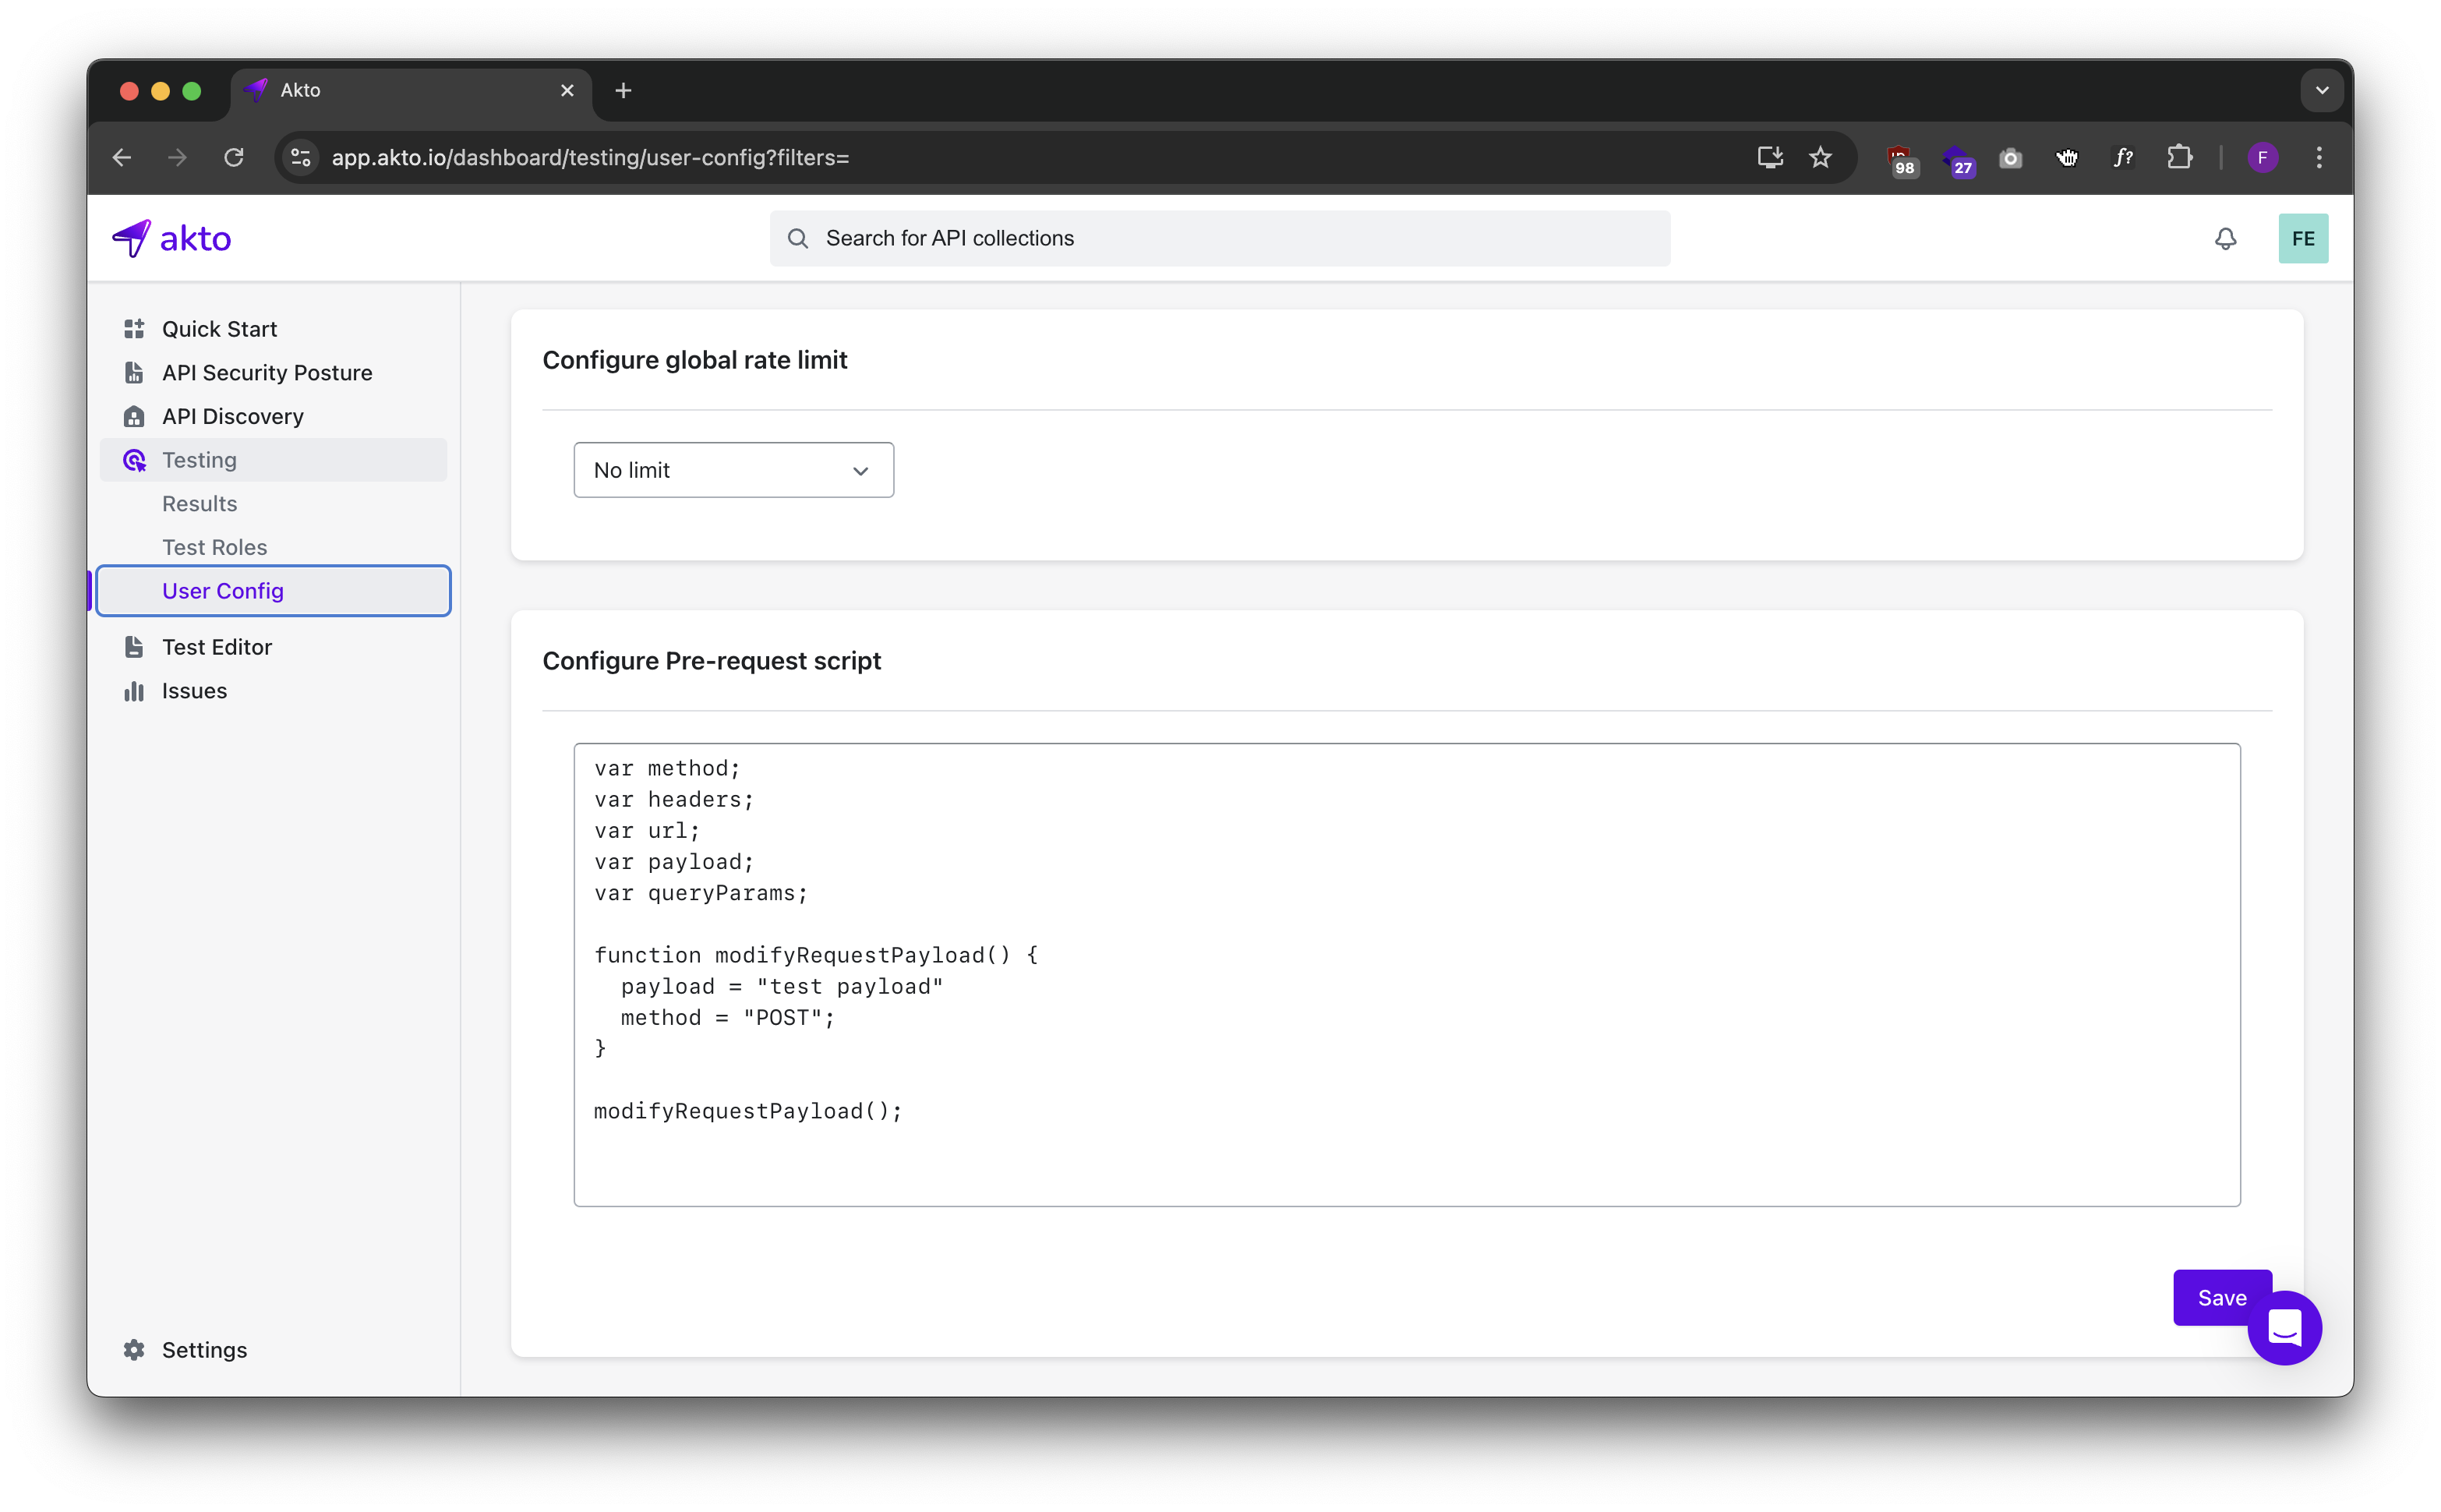 Akto
app.akto.io/dashboard/testing/user-config?filters=
98
27
f?
F
akto
Search for API collections
FE
Quick Start
API Security Posture
API Discovery
Testing
Results
Test Roles
User Config
Test Editor
Issues
Settings
Configure global rate limit
No limit
Configure Pre-request script
var method;
var headers;
var url;
var payload;
var queryParams;
function modifyRequestPayload() {
  payload = "test payload"
  method = "POST";
}
modifyRequestPayload();
Save